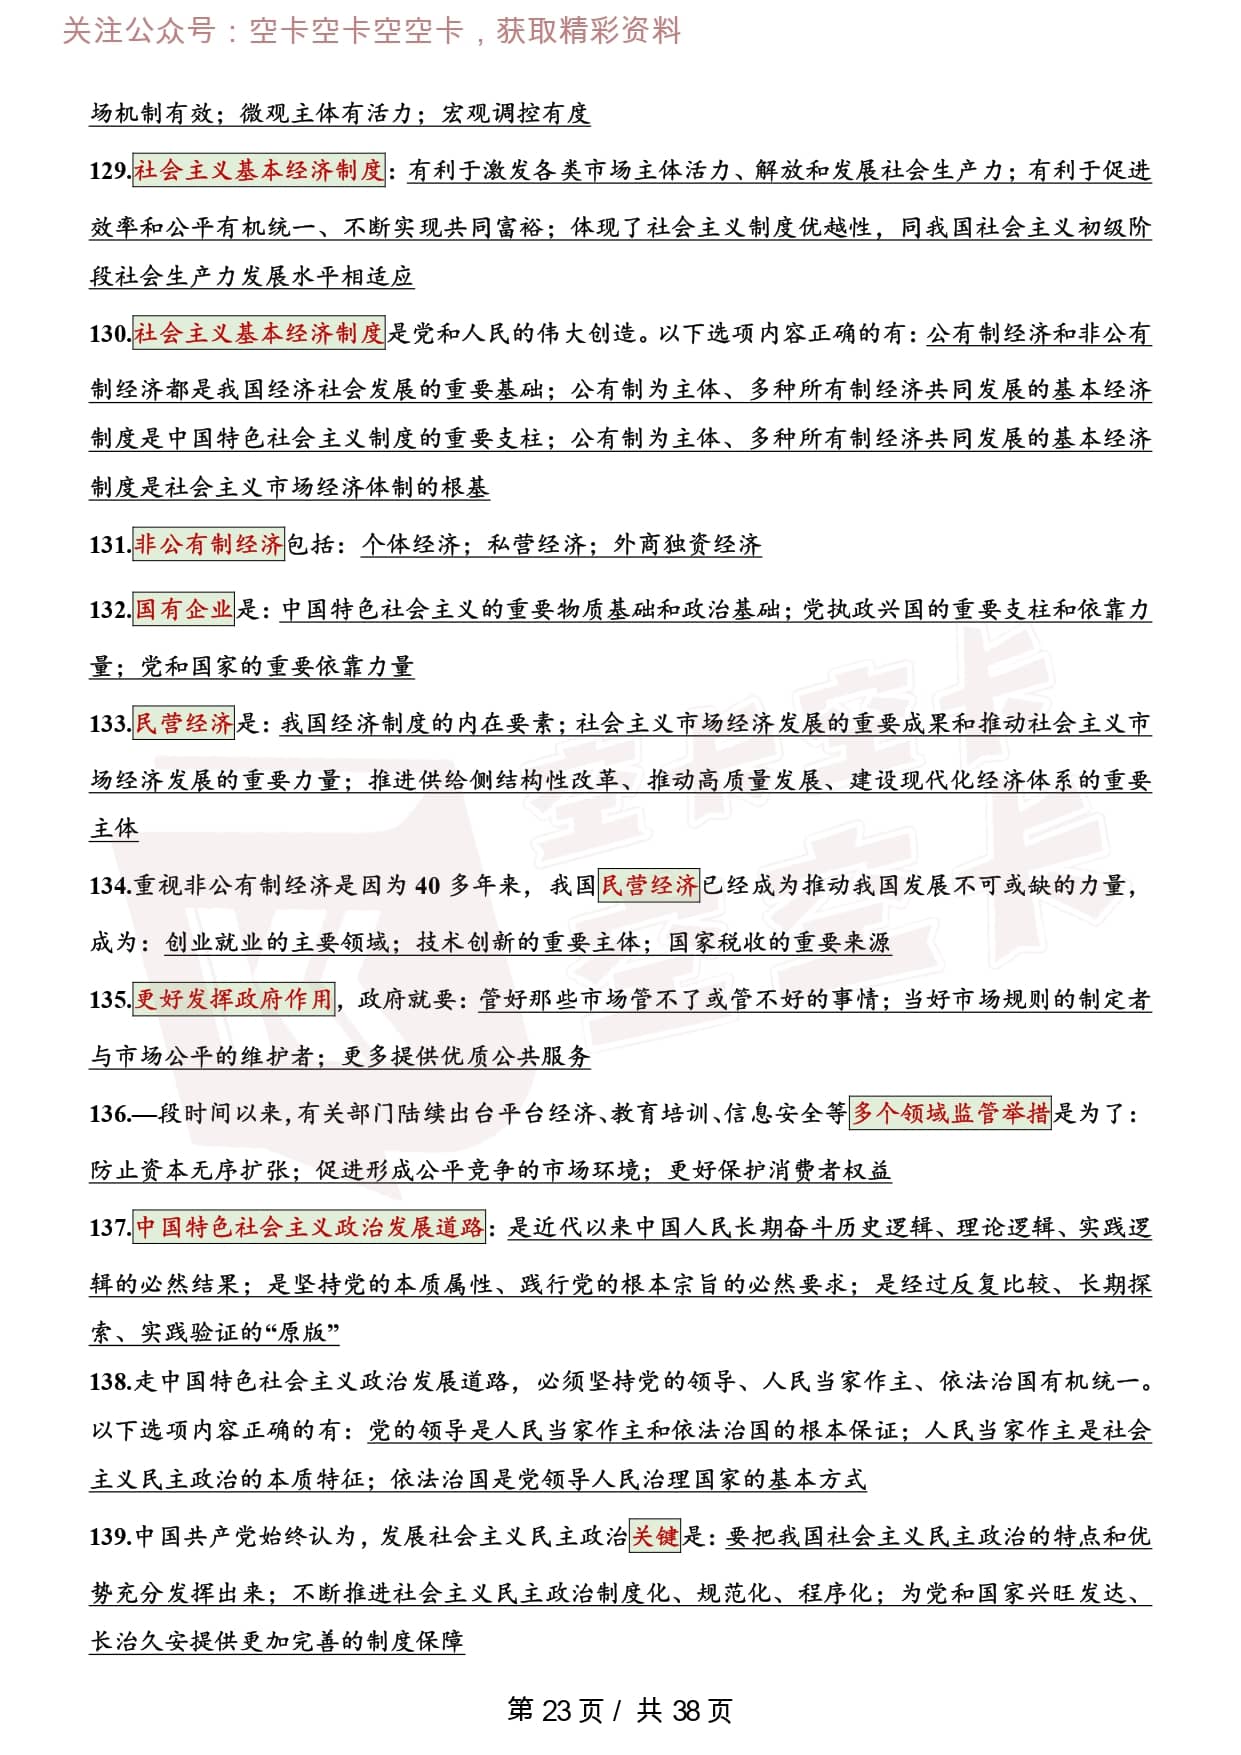 关注公众号：空卡空卡空空卡，获取精彩资料
场机制有效；微观主体有活力；宏观调控有度
129.社会主义基本经济制度：有利于激发各类市场主体活力、解放和发展社会生产力；有利于促进
效率和公平有机统一、不断实现共同富裕；体现了社会主义制度优越性，同我国社会主义初级阶
段社会生产力发展水平相适应
130.社会主义基本经济制度是党和人民的伟大创造。以下选项内容正确的有：公有制经济和非公有
制经济都是我国经济社会发展的重要基础；公有制为主体、多种所有制经济共同发展的基本经济
制度是中国特色社会主义制度的重要支柱；公有制为主体、多种所有制经济共同发展的基本经济
制度是社会主义市场经济体制的根基
131.非公有制经济包括：个体经济；私营经济；外商独资经济
132.国有企业是：中国特色社会主义的重要物质基础和政治基础；党执政兴国的重要支柱和依靠力
量；党和国家的重要依靠力量
133.民营经济是：我国经济制度的内在要素；社会主义市场经济发展的重要成果和推动社会主义市
场经济发展的重要力量；推进供给侧结构性改革、推动高质量发展、建设现代化经济体系的重要
主体
134.重视非公有制经济是因为 40 多年来，我国民营经济已经成为推动我国发展不可或缺的力量，
成为：创业就业的主要领域；技术创新的重要主体；国家税收的重要来源
135.更好发挥政府作用，政府就要：管好那些市场管不了或管不好的事情；当好市场规则的制定者
与市场公平的维护者；更多提供优质公共服务
136.—段时间以来,有关部门陆续出台平台经济、教育培训、信息安全等多个领域监管举措是为了：
防止资本无序扩张；促进形成公平竞争的市场环境；更好保护消费者权益
137.中国特色社会主义政治发展道路：是近代以来中国人民长期奋斗历史逻辑、理论逻辑、实践逻
辑的必然结果；是坚持党的本质属性、践行党的根本宗旨的必然要求；是经过反复比较、长期探
索、实践验证的“原版”
138.走中国特色社会主义政治发展道路，必须坚持党的领导、人民当家作主、依法治国有机统一。
以下选项内容正确的有：党的领导是人民当家作主和依法治国的根本保证；人民当家作主是社会
主义民主政治的本质特征；依法治国是党领导人民治理国家的基本方式
139.中国共产党始终认为，发展社会主义民主政治关键是：要把我国社会主义民主政治的特点和优
势充分发挥出来；不断推进社会主义民主政治制度化、规范化、程序化；为党和国家兴旺发达、
长治久安提供更加完善的制度保障
空卡空卡
空空卡
第 23 页 / 共 38 页